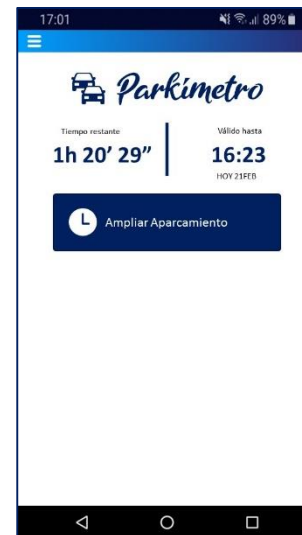 17:01 89%
Parkímetro
Tiempo restante
Válido hasta
1h 20’ 29”
16:23
HOY 21FEB
Ampliar Aparcamiento